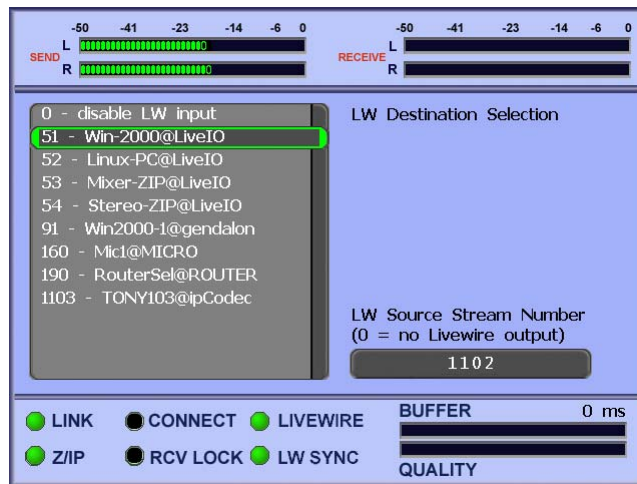 -50 -41 -23 -14 -6 0
-50 -41 -23 -14 -6 0
SEND L
R
RECEIVE L
R
0 - disable LW input
51 - Win-2000@LiveIO
52 - Linux-PC@LiveIO
53 - Mixer-ZIP@LiveIO
54 - Stereo-ZIP@LiveIO
91 - Win2000-1@gendalon
160 - Mic1@MICRO
190 - RouterSel@ROUTER
1103 - TONY103@ipCodec
LW Destination Selection
LW Source Stream Number
(0 = no Livewire output)
1102
LINK CONNECT LIVEWIRE
Z/IP RCV LOCK LW SYNC
BUFFER 0 ms
QUALITY